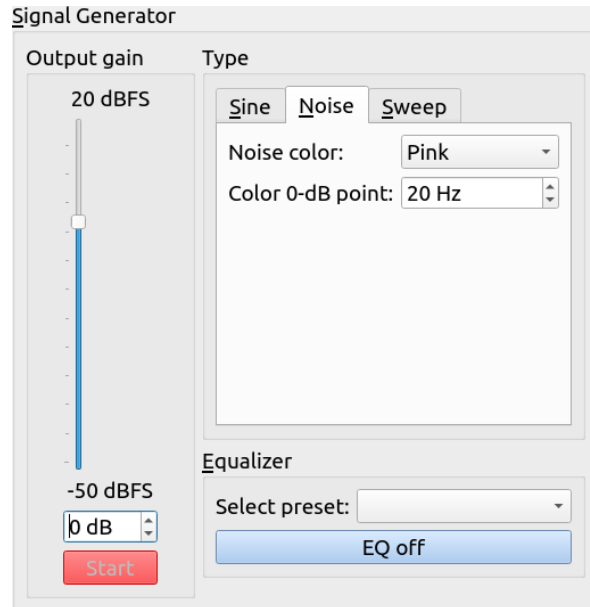 Signal Generator
Output gain
Type
20 dBFS
Sine Noise Sweep
Noise color: Pink
Color 0-dB point: 20 Hz
-50 dBFS
0 dB
Start
Equalizer
Select preset:
EQ off